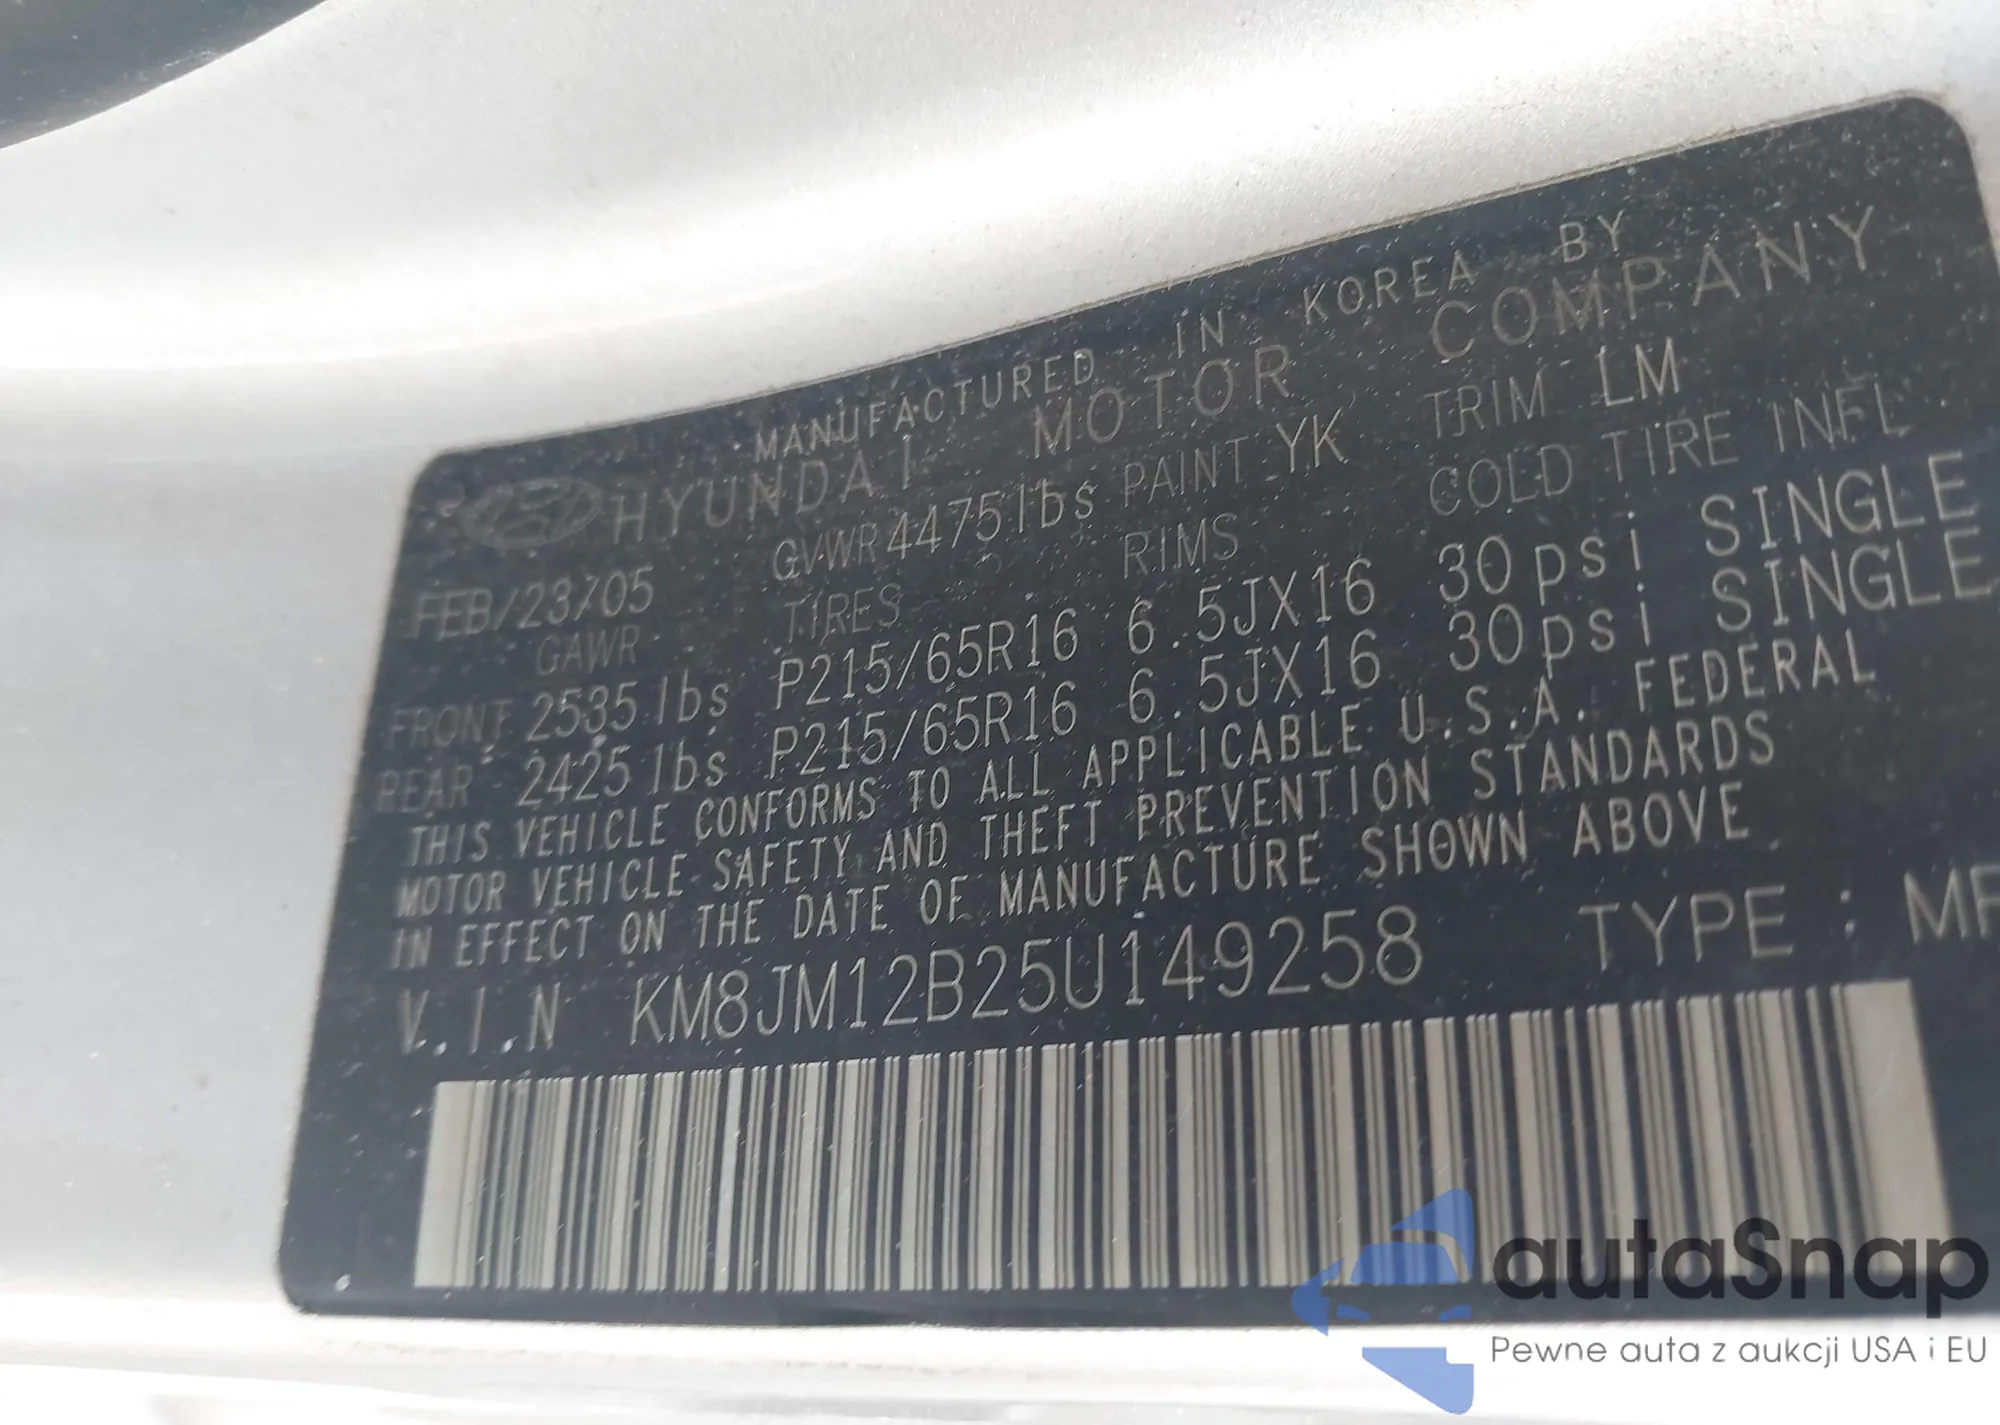 MANUFACTURED IN KOREA BY
HYUNDAI MOTOR COMPANY
FEB/23/05 GVWR 4475lbs PAINT YK TRIM LM
GAWR TIRES RIMS COLD TIRE INFL
FRONT 2535lbs P215/65R16 6.5JX16 30psi SINGLE
REAR 2425lbs P215/65R16 6.5JX16 30psi SINGLE
THIS VEHICLE CONFORMS TO ALL APPLICABLE U.S.A. FEDERAL
MOTOR VEHICLE SAFETY AND THEFT PREVENTION STANDARDS
IN EFFECT ON THE DATE OF MANUFACTURE SHOWN ABOVE
V.I.N KM8JM12B25U149258 TYPE :
autaSnap
Pewne auta z aukcji USA i EU